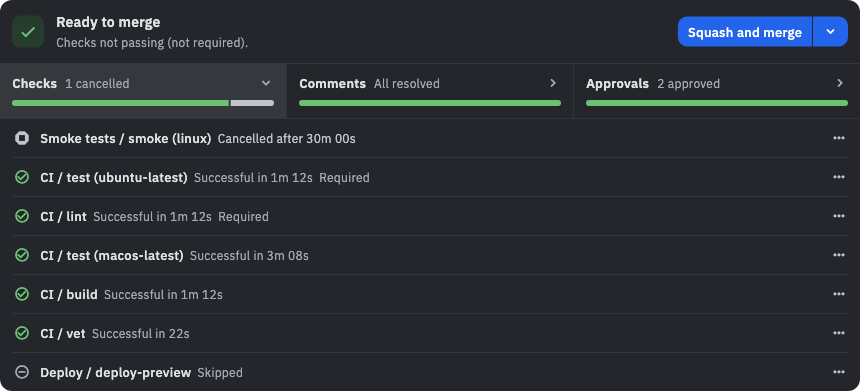 Ready to merge
Checks not passing (not required).
Squash and merge
Checks 1 cancelled
Comments All resolved
Approvals 2 approved
Smoke tests / smoke (linux) Cancelled after 30m 00s
CI / test (ubuntu-latest) Successful in 1m 12s Required
CI / lint Successful in 1m 12s Required
CI / test (macos-latest) Successful in 3m 08s
CI / build Successful in 1m 12s
CI / vet Successful in 22s
Deploy / deploy-preview Skipped